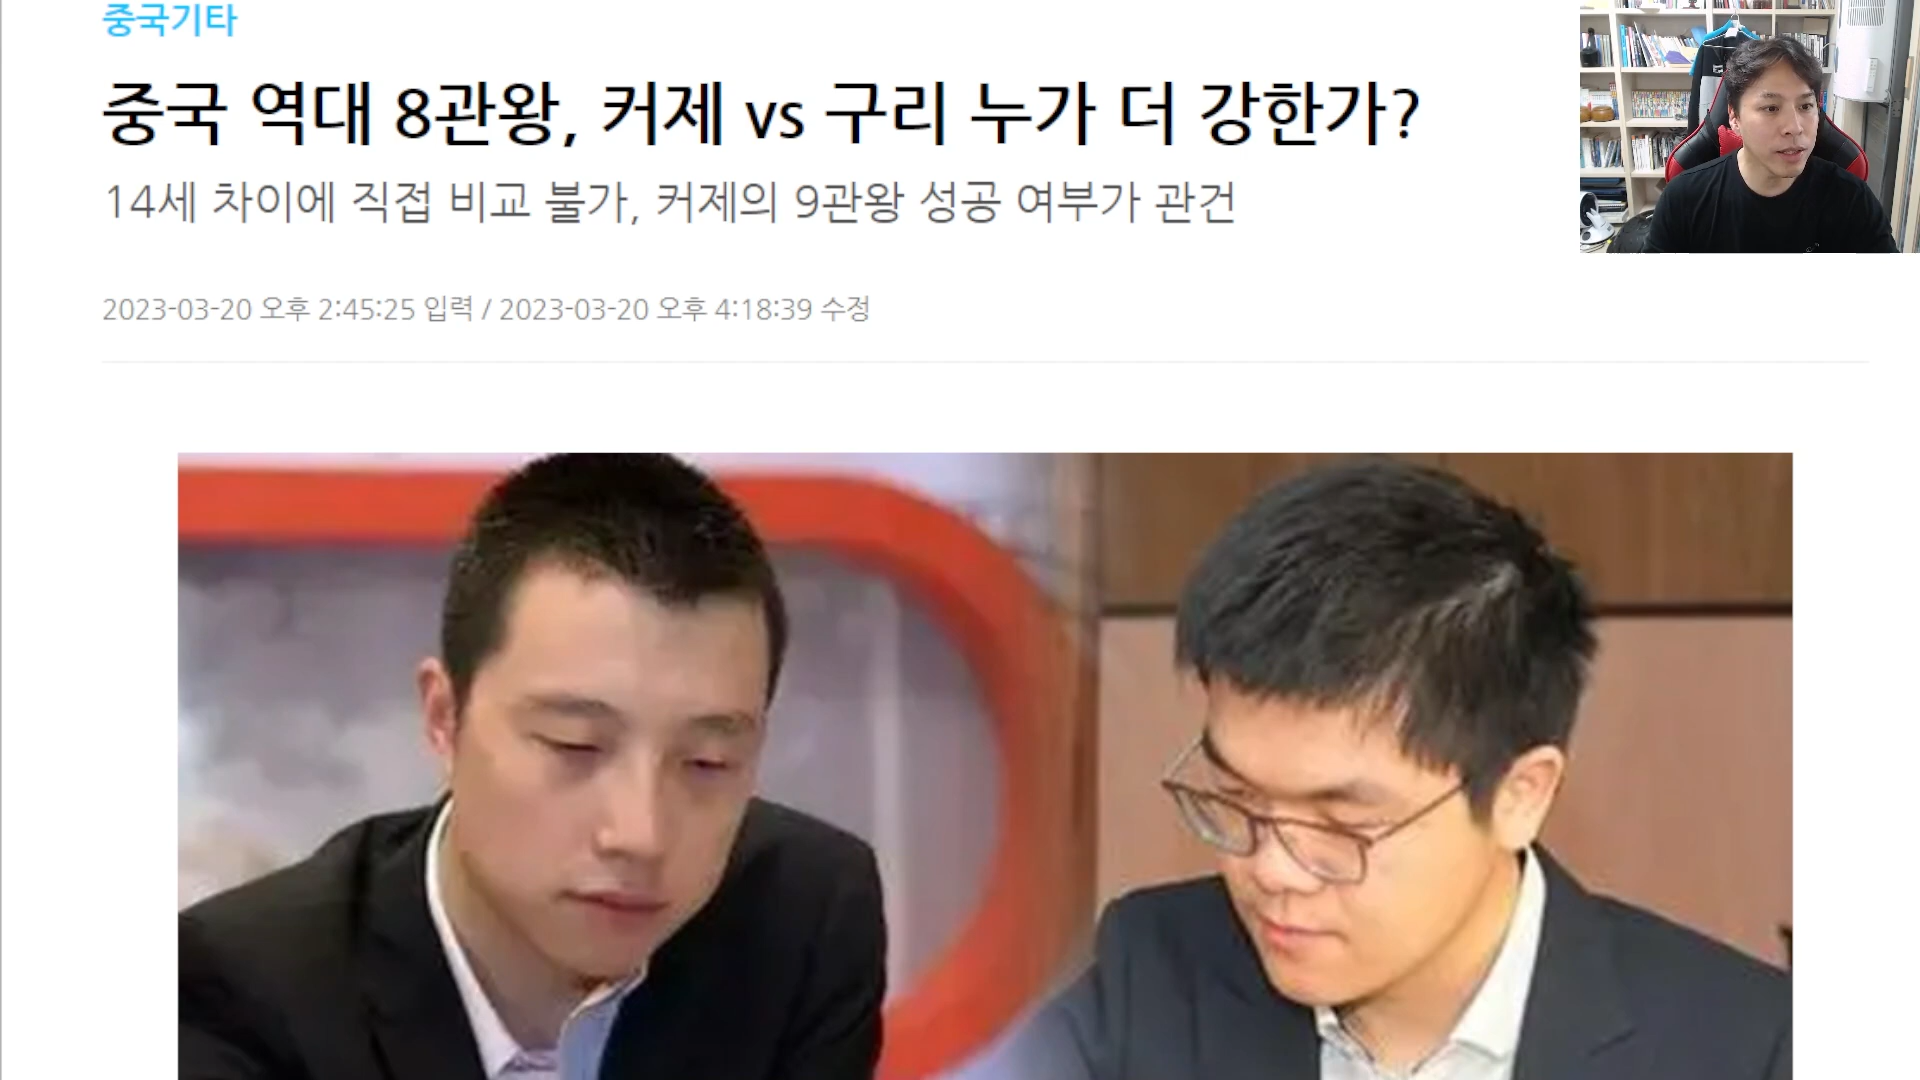 중국기타
중국 역대 8관왕, 커제 vs 구리 누가 더 강한가?
14세 차이에 직접 비교 불가, 커제의 9관왕 성공 여부가 관건
2023-03-20 오후 2:45:25 입력 / 2023-03-20 오후 4:18:39 수정